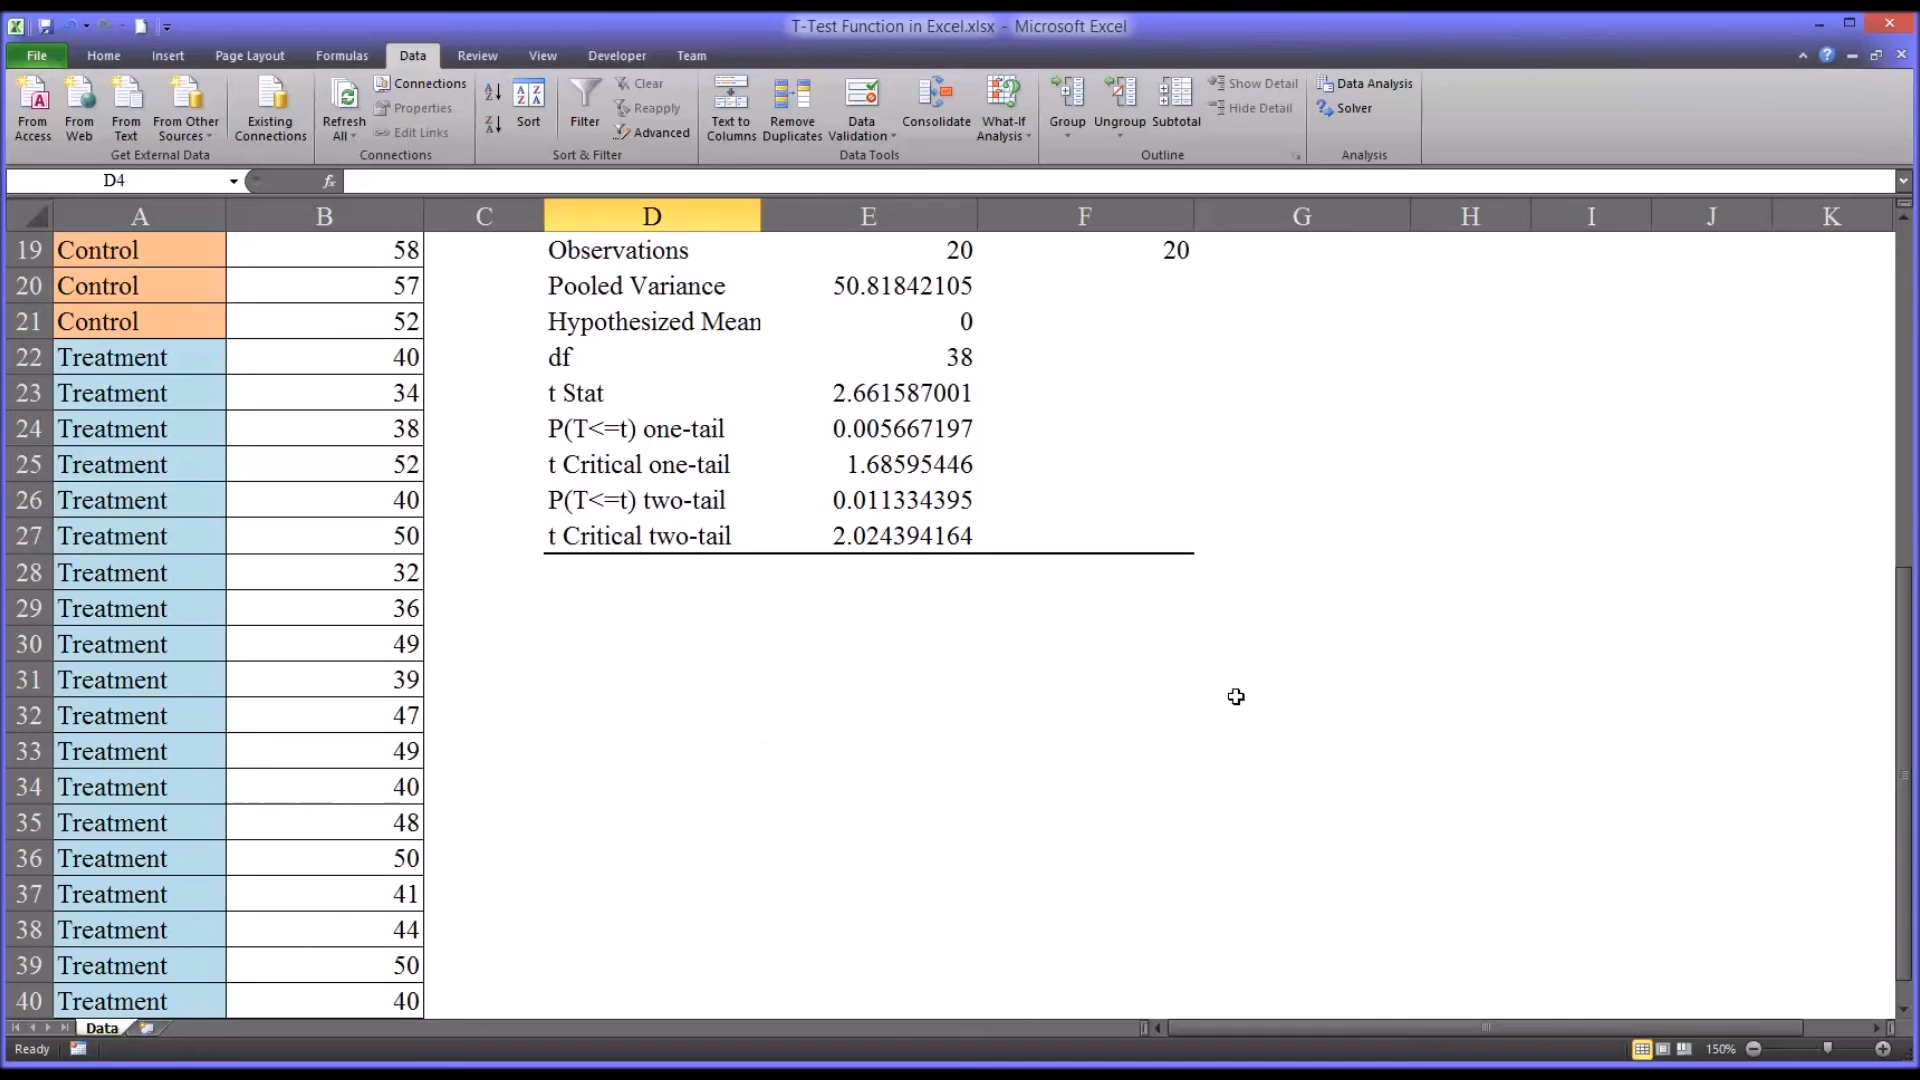 T-Test Function in Excel.xlsx - Microsoft Excel
File Home Insert Page Layout Formulas Data Review View Developer Team
From Access From Web From Text From Other Sources Existing Connections Get External Data
Refresh All Connections Properties Edit Links Connections
Sort Filter Clear Reapply Advanced Sort & Filter
Text to Columns Remove Duplicates Data Validation Consolidate What-If Analysis Data Tools
Group Ungroup Subtotal Show Detail Hide Detail Outline
Data Analysis Solver Analysis
D4 fx
A B C D E F G H I J K
19 Control 58 Observations 20 20
20 Control 57 Pooled Variance 50.81842105
21 Control 52 Hypothesized Mean 0
22 Treatment 40 df 38
23 Treatment 34 t Stat 2.661587001
24 Treatment 38 P(T<=t) one-tail 0.005667197
25 Treatment 52 t Critical one-tail 1.68595446
26 Treatment 40 P(T<=t) two-tail 0.011334395
27 Treatment 50 t Critical two-tail 2.024394164
28 Treatment 32
29 Treatment 36
30 Treatment 49
31 Treatment 39
32 Treatment 47
33 Treatment 49
34 Treatment 40
35 Treatment 48
36 Treatment 50
37 Treatment 41
38 Treatment 44
39 Treatment 50
40 Treatment 40
Data
Ready 150%